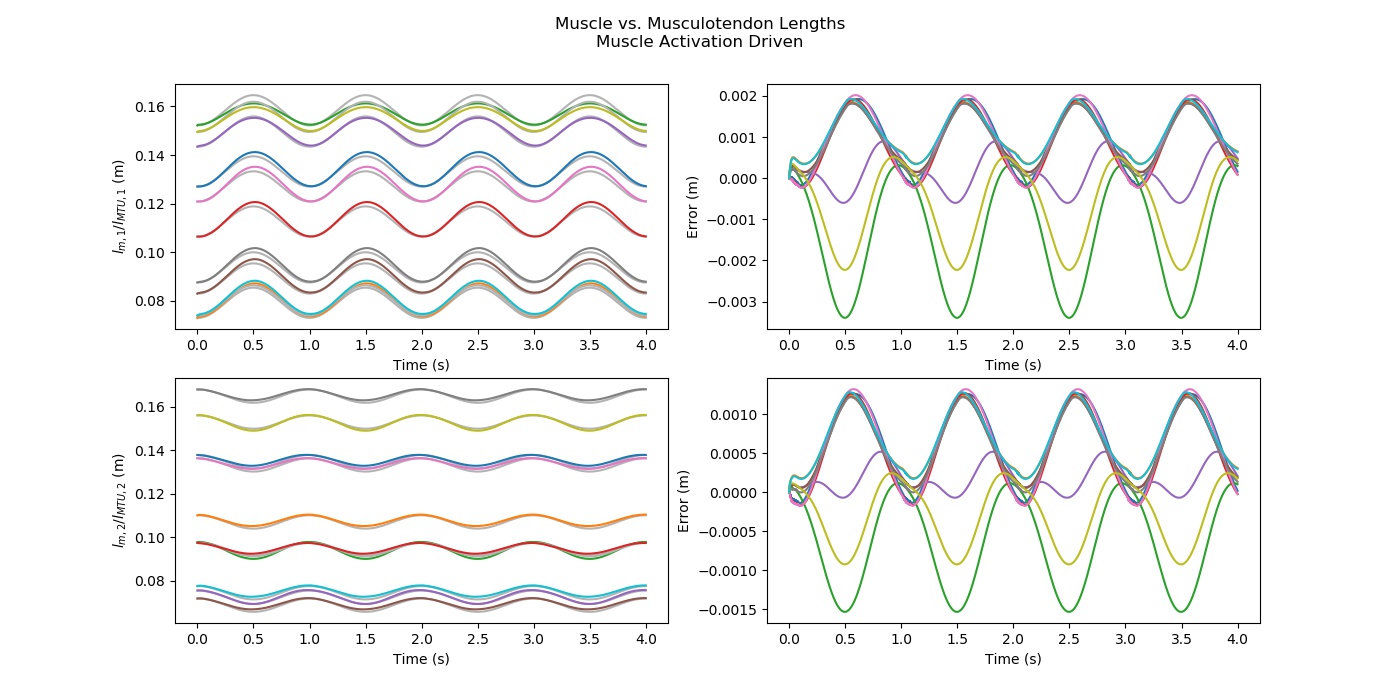 Muscle vs. Musculotendon Lengths
Muscle Activation Driven
0.16
0.14
0.12
0.10
0.08
l_{m,1}/l_{MTU,1} (m)
0.0 0.5 1.0 1.5 2.0 2.5 3.0 3.5 4.0
Time (s)
0.002
0.001
0.000
−0.001
−0.002
−0.003
Error (m)
0.0 0.5 1.0 1.5 2.0 2.5 3.0 3.5 4.0
Time (s)
0.16
0.14
0.12
0.10
0.08
l_{m,2}/l_{MTU,2} (m)
0.0 0.5 1.0 1.5 2.0 2.5 3.0 3.5 4.0
Time (s)
0.0010
0.0005
0.0000
−0.0005
−0.0010
−0.0015
Error (m)
0.0 0.5 1.0 1.5 2.0 2.5 3.0 3.5 4.0
Time (s)